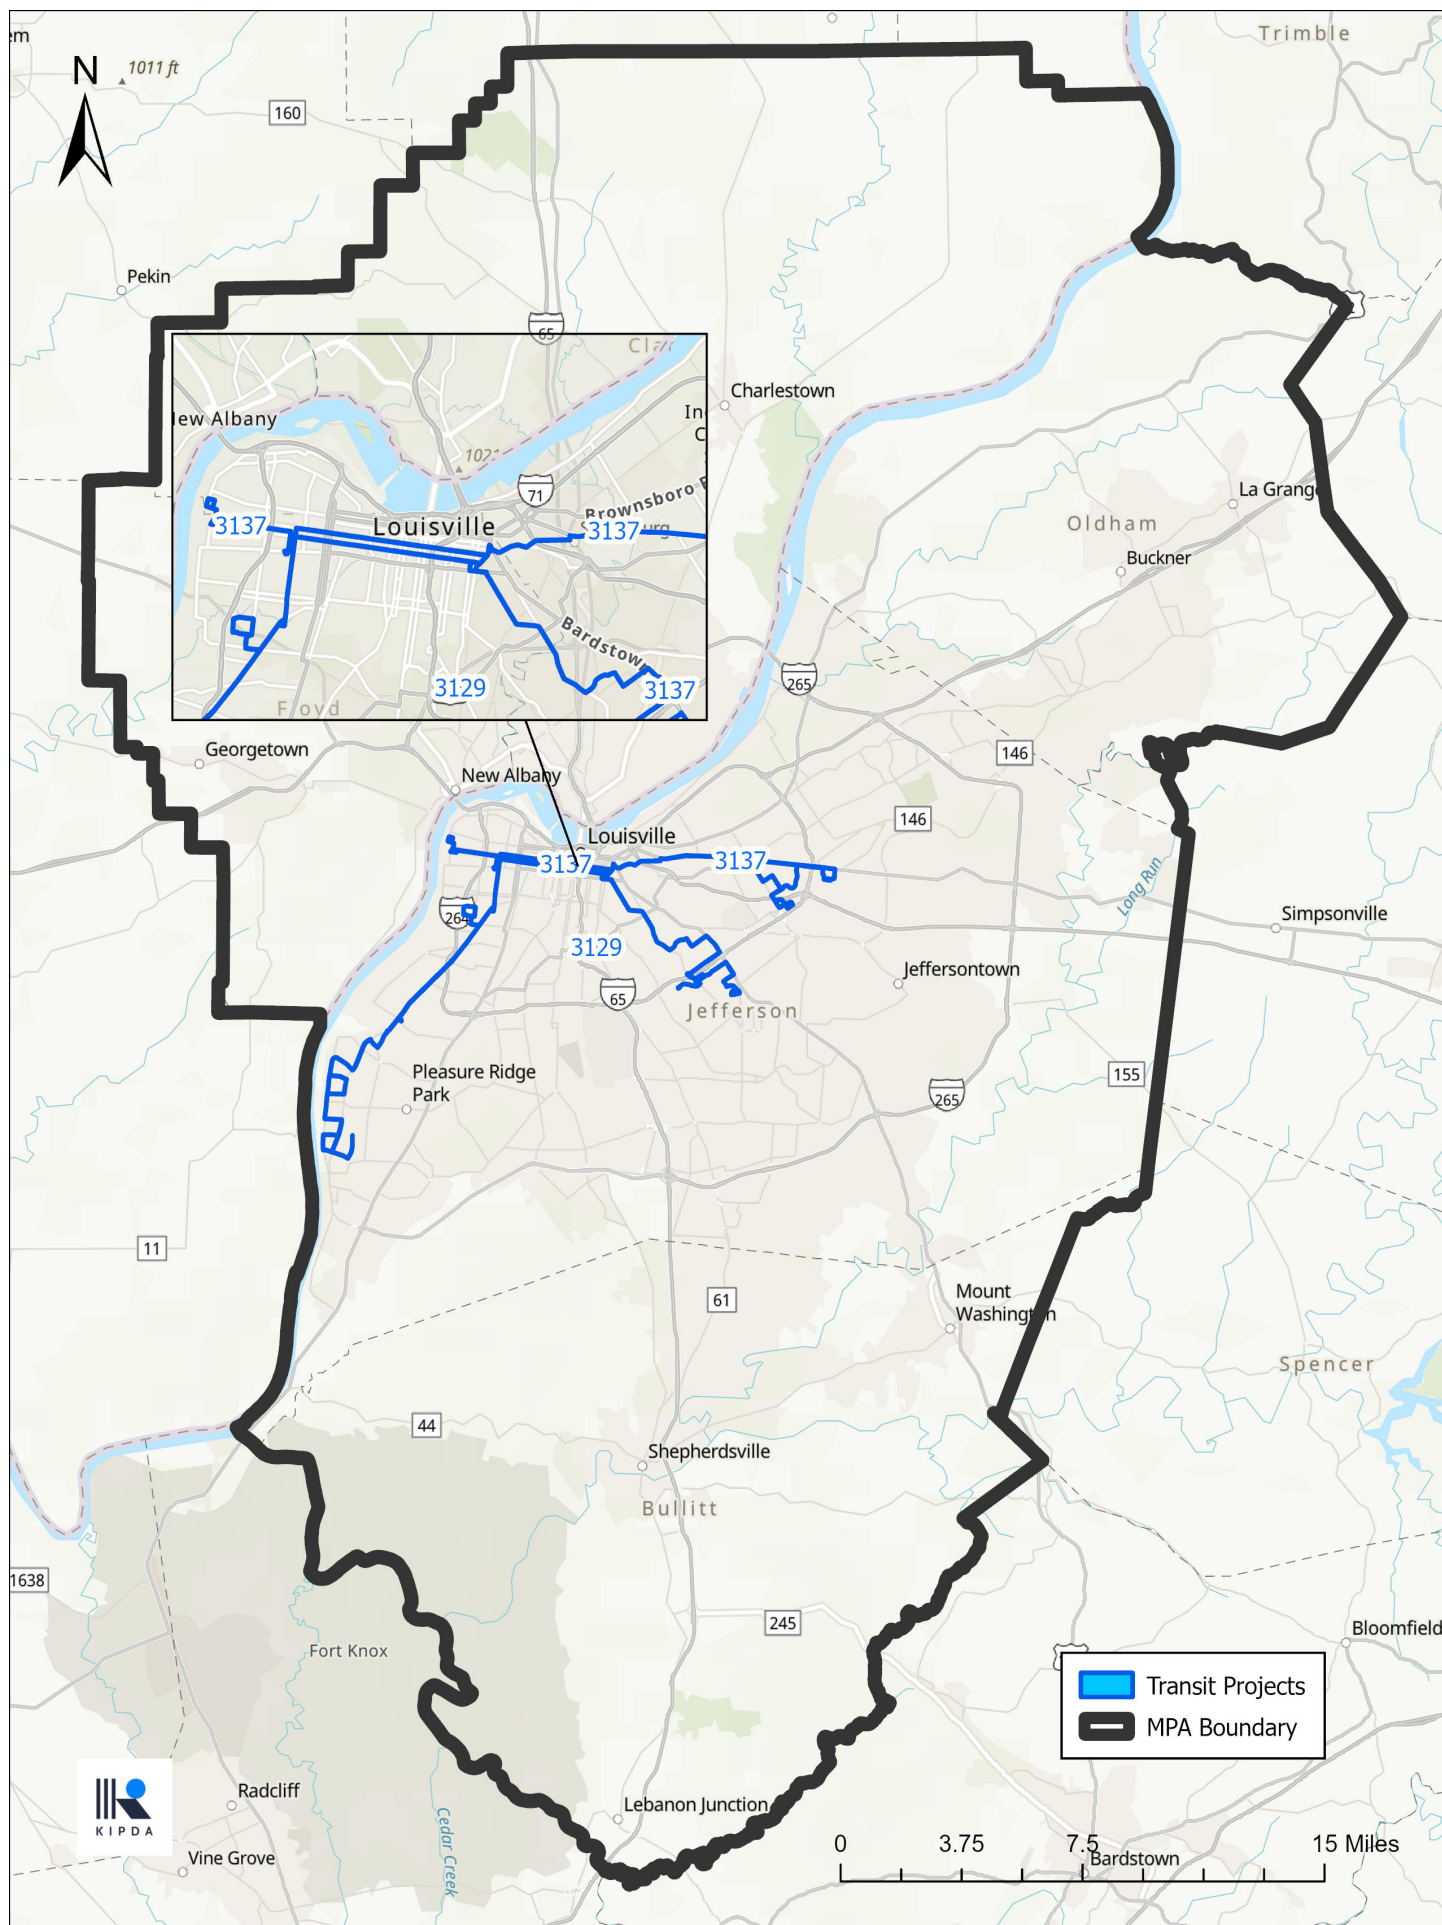 em
Trimble
N
1011 ft
160
Pekin
65
Charlestown
Louisville
New Albany
71
Brownsboro
3137
Louisville
3137
Bardstown
3129
3137
Floyd
La Grange
Oldham
Buckner
265
146
Georgetown
New Albany
146
Louisville
3137
3137
Long Run
264
Simpsonville
3129
Jeffersontown
65
Jefferson
Pleasure Ridge
Park
155
265
11
61
Mount
Washington
Spencer
44
Shepherdsville
Bullitt
1638
245
Bloomfield
Fort Knox
Transit Projects
MPA Boundary
KIPDA
Radcliff
Lebanon Junction
Cedar Creek
0 3.75 7.5 15 Miles
Vine Grove
Bardstown